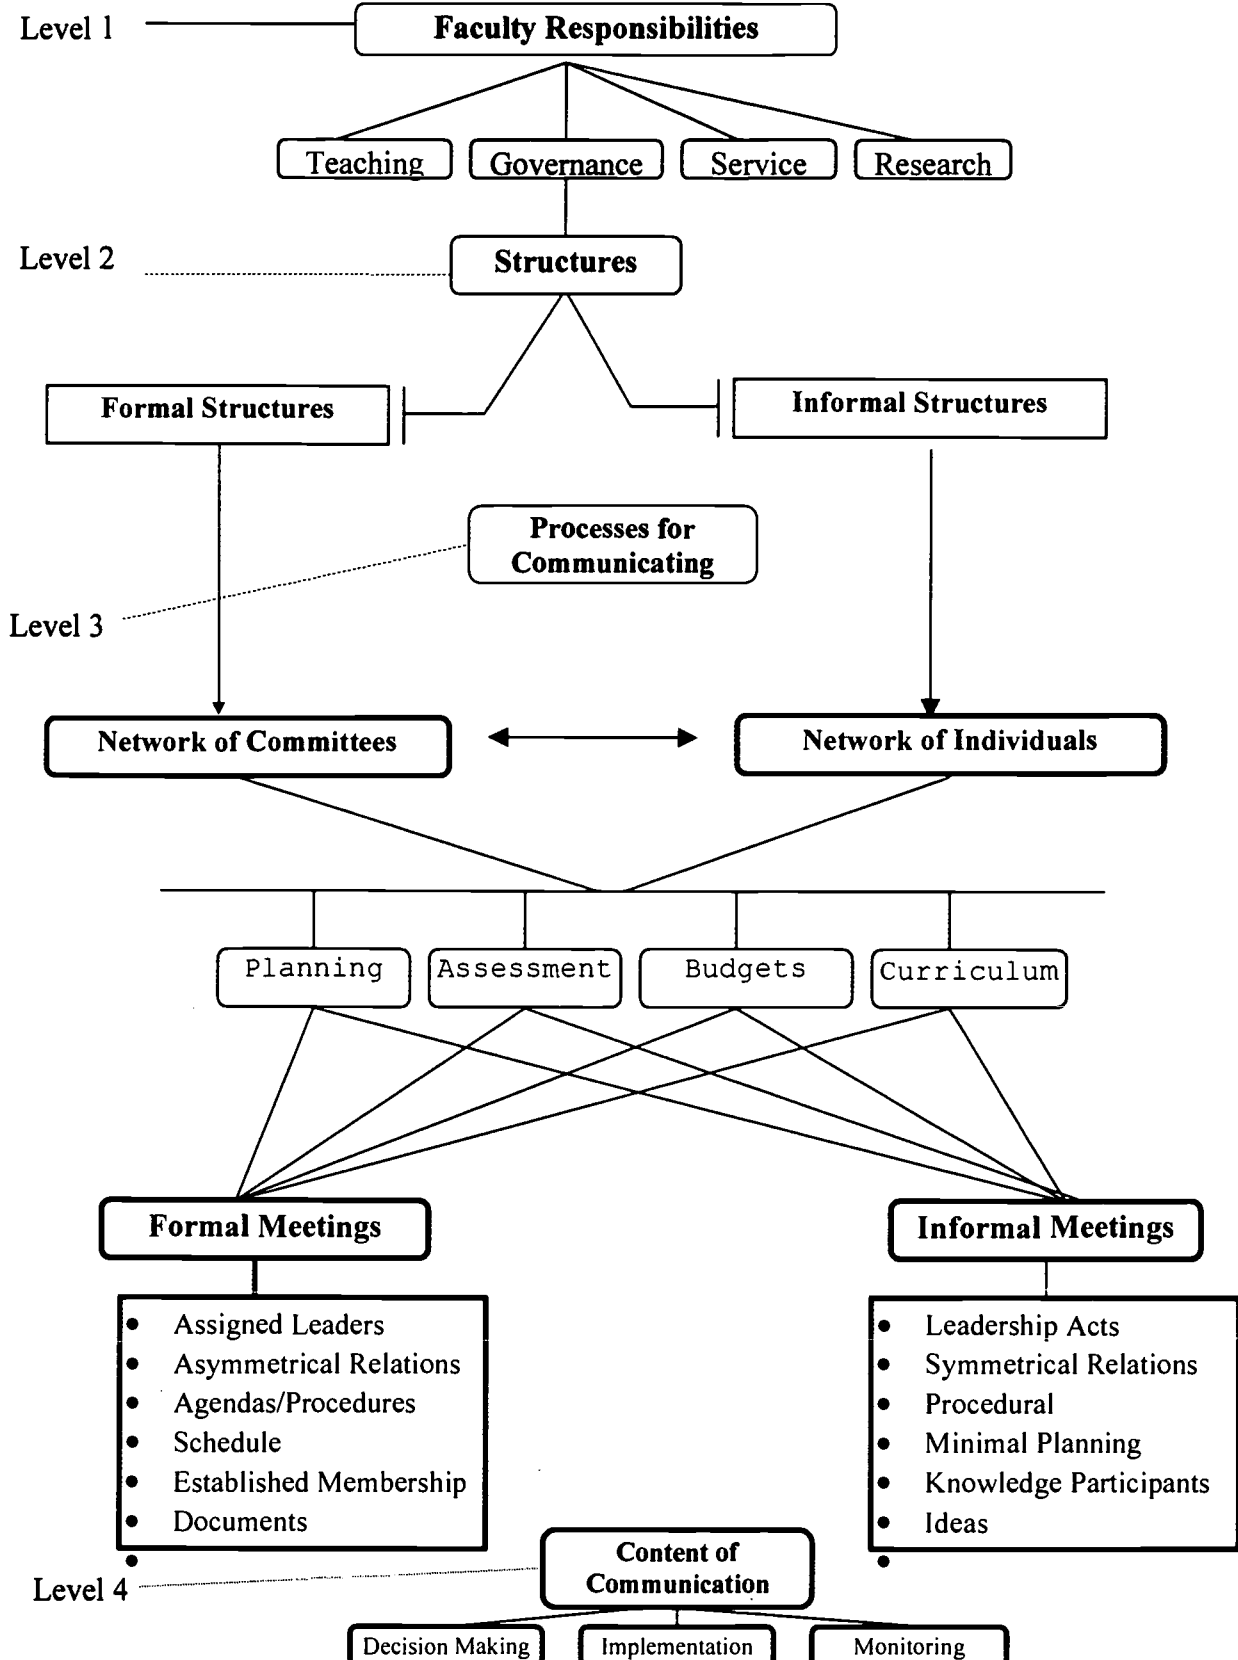 Level 1
Faculty Responsibilities
Teaching
Governance
Service
Research
Level 2
Structures
Formal Structures
Informal Structures
Processes for
Communicating
Level 3
Network of Committees
Network of Individuals
Planning
Assessment
Budgets
Curriculum
Formal Meetings
Informal Meetings
• Assigned Leaders
• Asymmetrical Relations
• Agendas/Procedures
• Schedule
• Established Membership
• Documents
•
• Leadership Acts
• Symmetrical Relations
• Procedural
• Minimal Planning
• Knowledge Participants
• Ideas
•
Content of
Communication
Level 4
Decision Making
Implementation
Monitoring